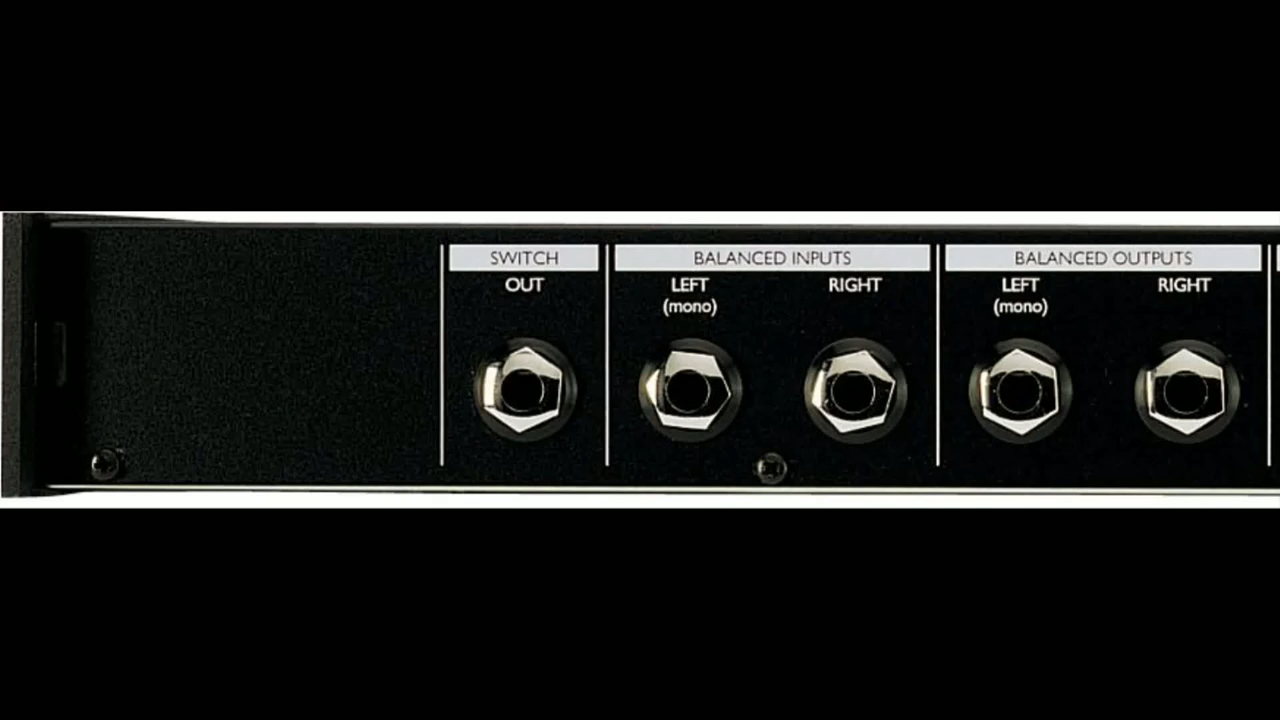 SWITCH
OUT
BALANCED INPUTS
LEFT
(mono)
RIGHT
BALANCED OUTPUTS
LEFT
(mono)
RIGHT